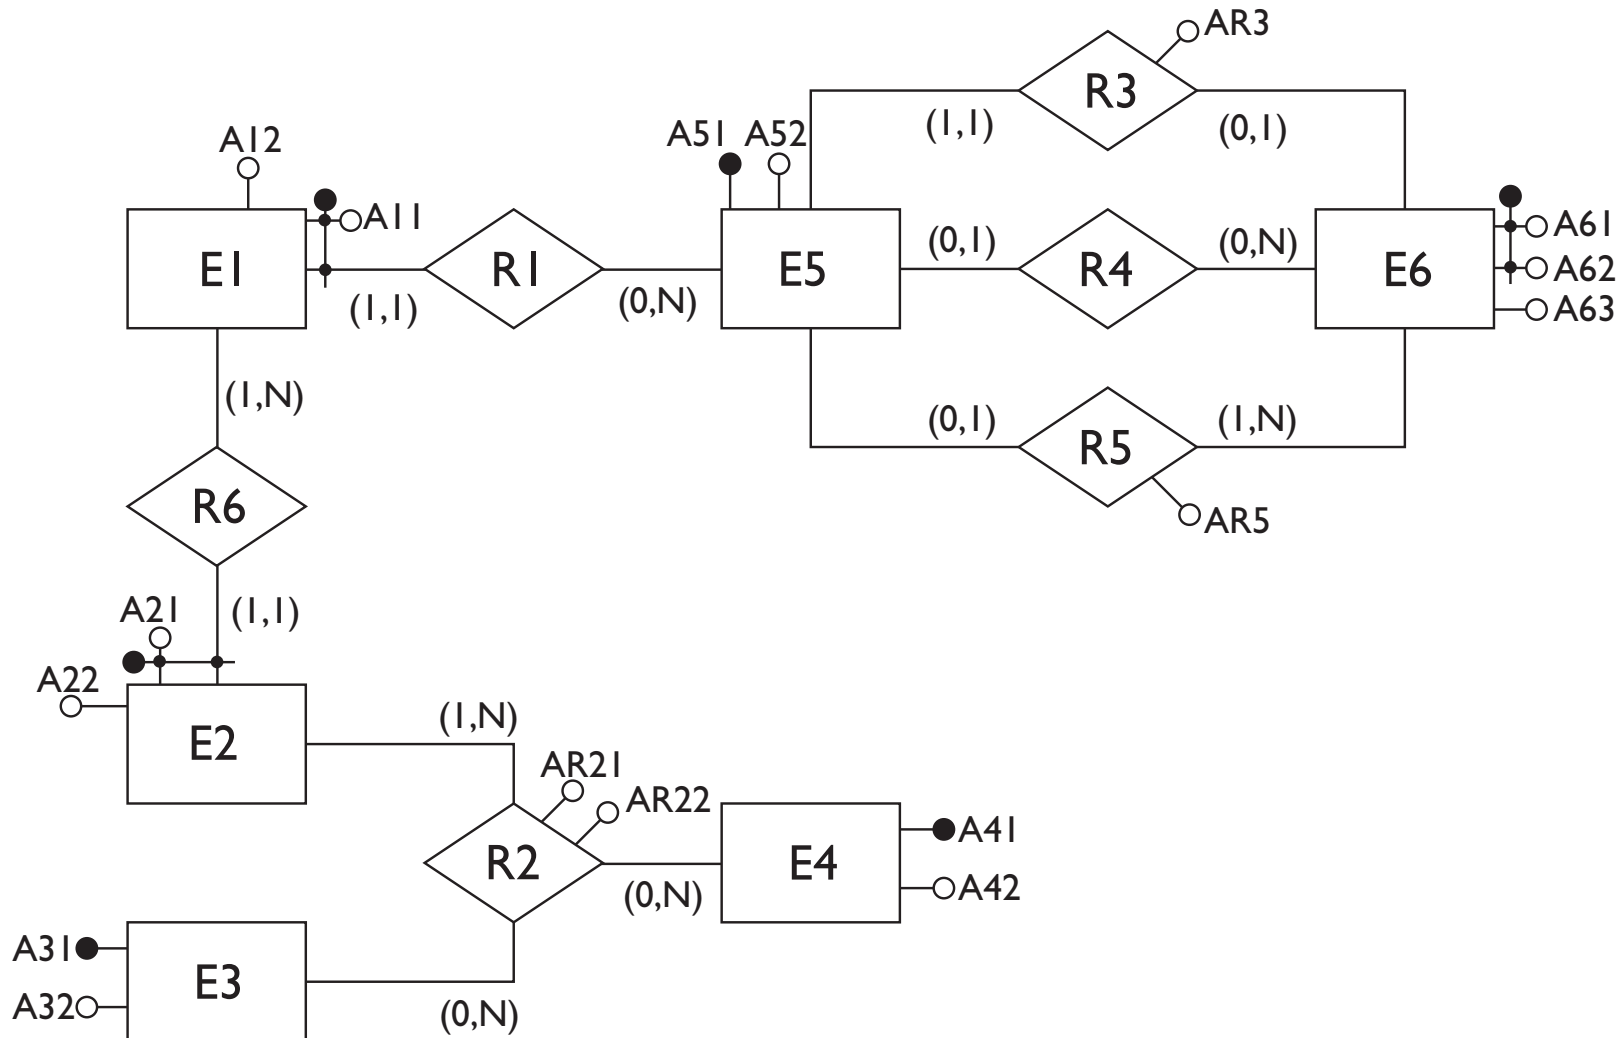 AR3
R3
(1,1)
(0,1)
A12
A51 A52
A11
E1
R1
E5
(0,1)
R4
(0,N)
E6
A61
A62
A63
(1,1)
(0,N)
(1,N)
(0,1)
R5
(1,N)
AR5
R6
A21
(1,1)
A22
E2
(1,N)
AR21
AR22
R2
E4
A41
A42
(0,N)
A31
E3
A32
(0,N)